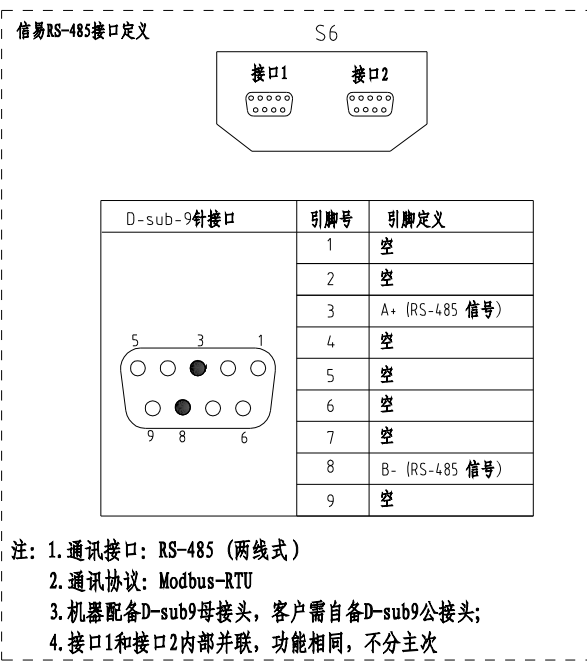 信易RS-485接口定义
S6
接口1 接口2
D-sub-9针接口 引脚号 引脚定义
1 空
2 空
3 A+ (RS-485 信号)
4 空
5 空
6 空
7 空
8 B- (RS-485 信号)
9 空
5 3 1
9 8 6
注: 1.通讯接口: RS-485 (两线式)
2.通讯协议: Modbus-RTU
3.机器配备D-sub9母接头, 客户需自备D-sub9公接头;
4.接口1和接口2内部并联, 功能相同, 不分主次